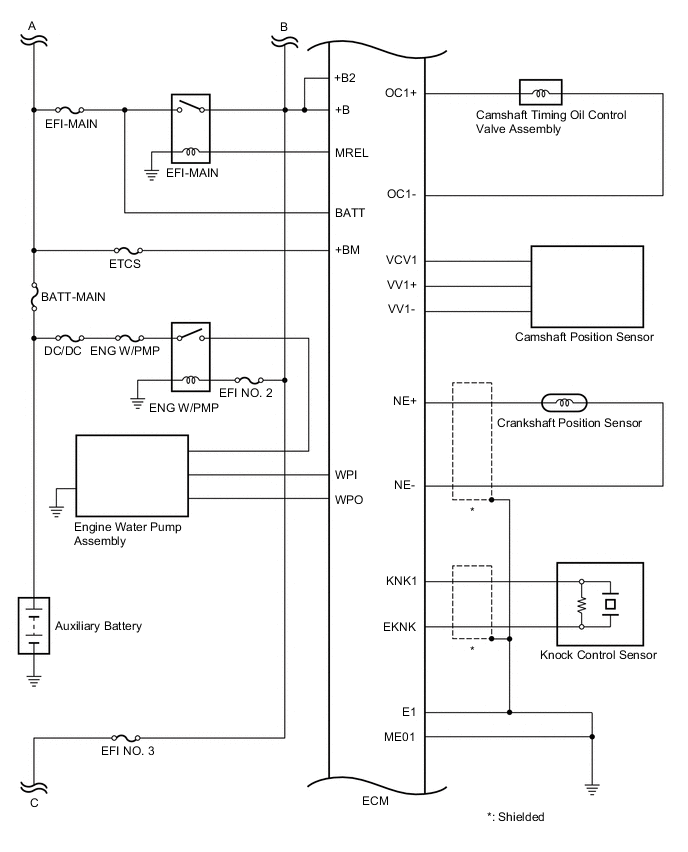 A
B
+B2
OC1+
EFI-MAIN
+B
Camshaft Timing Oil Control
Valve Assembly
MREL
EFI-MAIN
OC1-
BATT
+BM
ETCS
VCV1
VV1+
VV1-
BATT-MAIN
Camshaft Position Sensor
DC/DC
ENG W/PMP
EFI NO. 2
ENG W/PMP
NE+
Crankshaft Position Sensor
WPI
NE-
WPO
*
Engine Water Pump
Assembly
KNK1
Auxiliary Battery
EKNK
*
Knock Control Sensor
E1
ME01
EFI NO. 3
C
ECM
*: Shielded